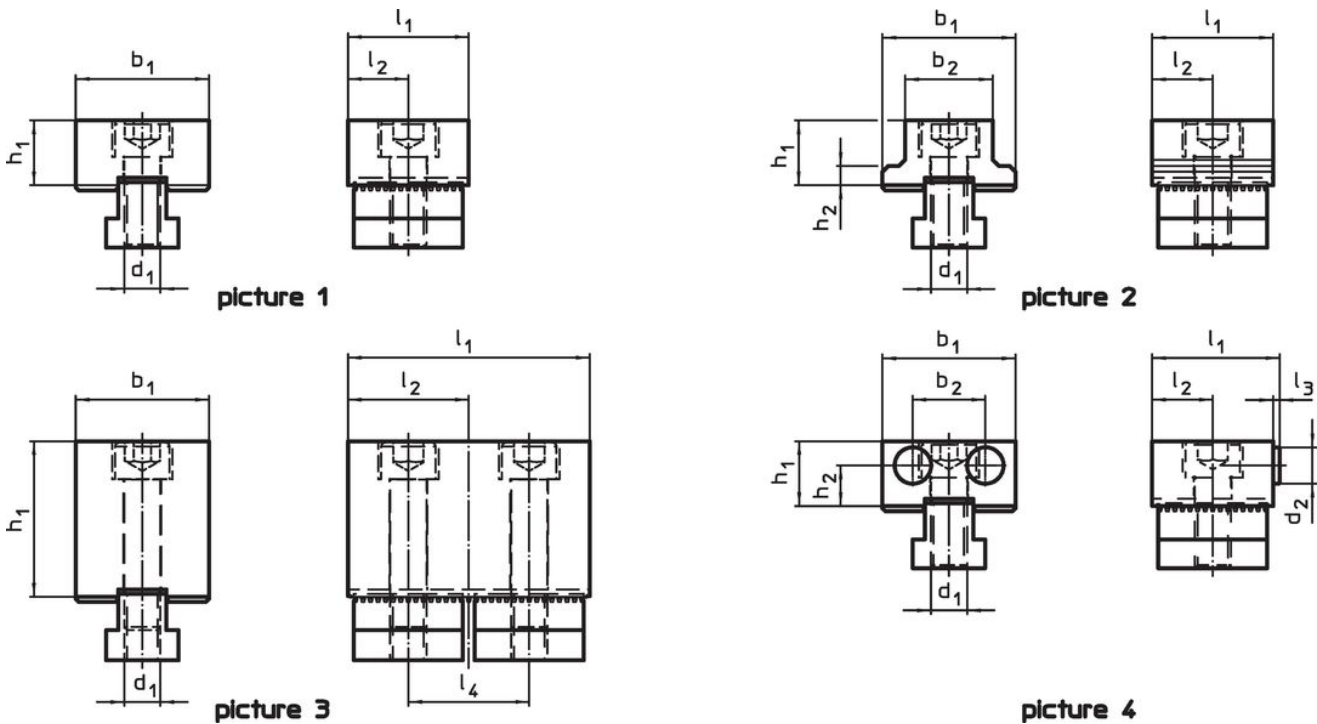 b₁
l₁
l₂
h₁
d₁
picture 1
b₁
b₂
l₁
l₂
h₁
h₂
d₁
picture 2
b₁
l₁
l₂
h₁
d₁
l₄
picture 3
b₁
b₂
l₁
l₂
l₃
h₁
h₂
d₂
d₁
picture 4